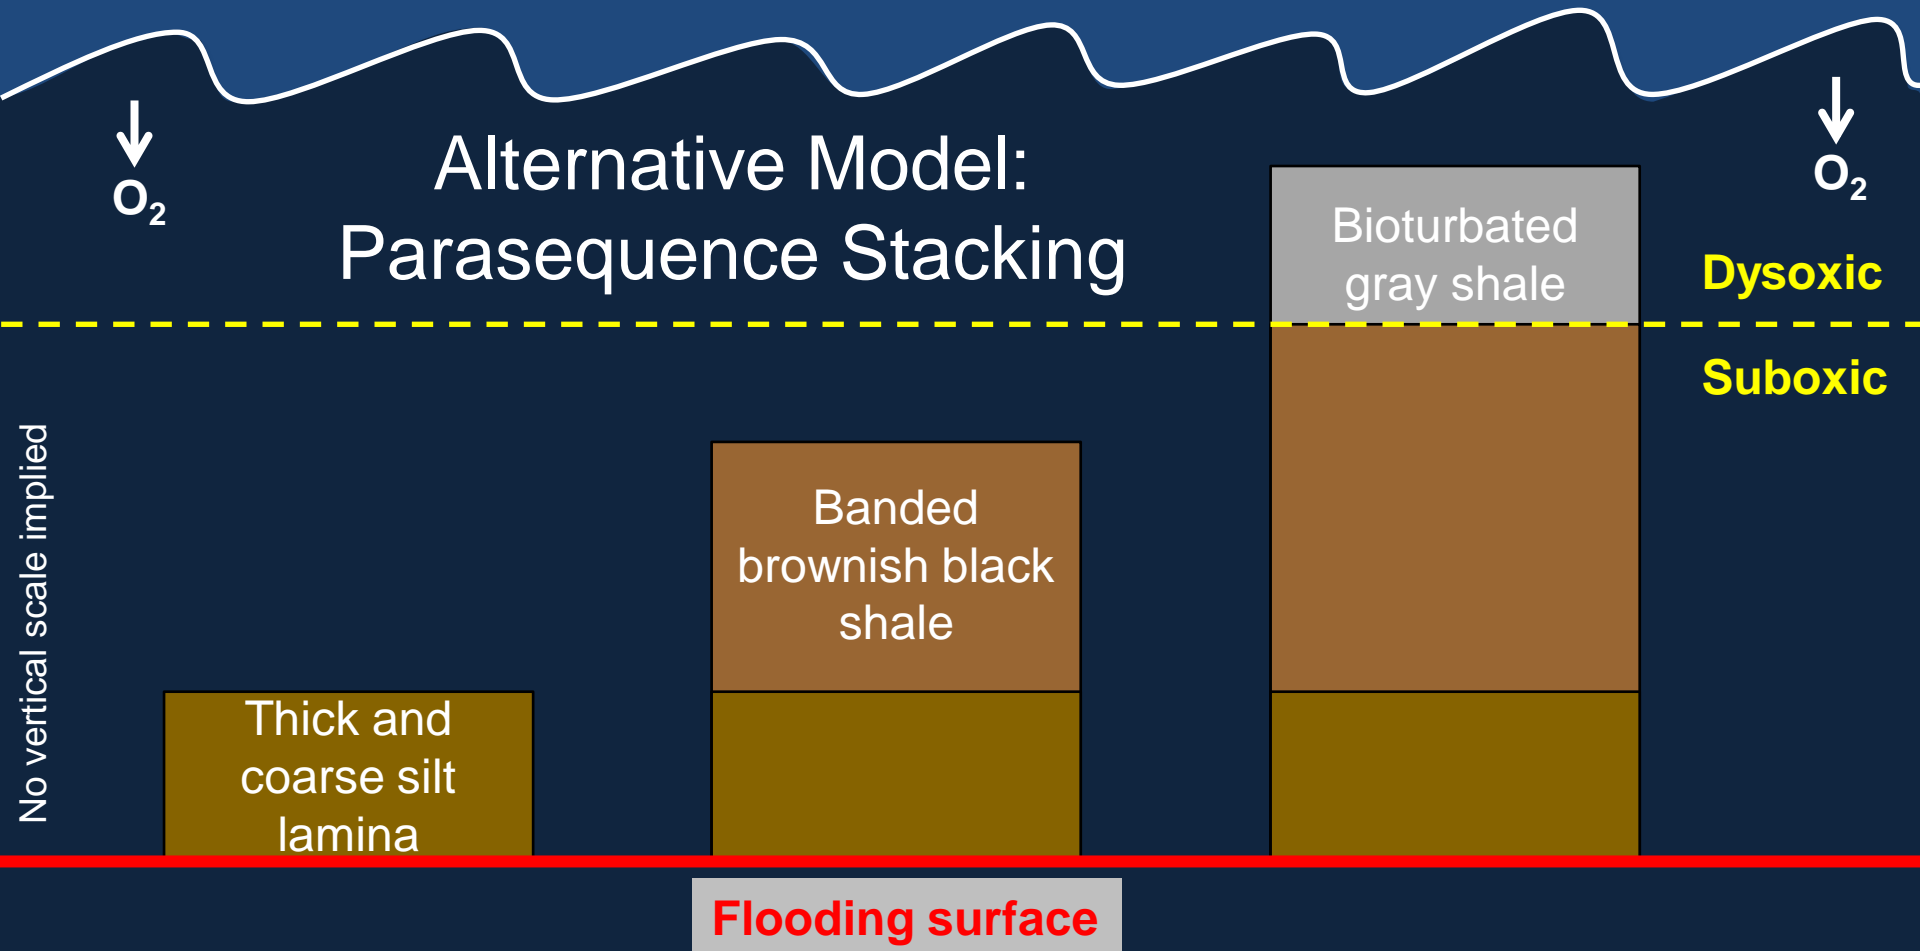 O₂
Alternative Model:
Parasequence Stacking
O₂
Bioturbated
gray shale
Dysoxic
Suboxic
No vertical scale implied
Banded
brownish black
shale
Thick and
coarse silt
lamina
Flooding surface